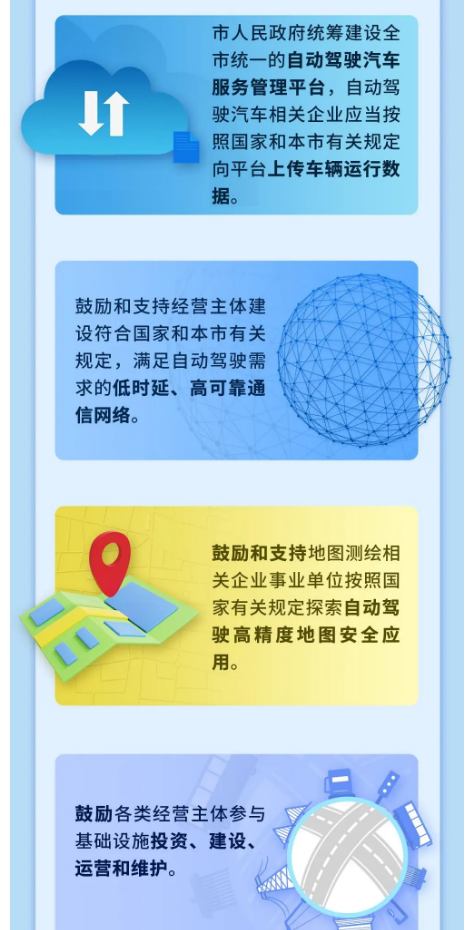 市人民政府统筹建设全
市统一的自动驾驶汽车
服务管理平台，自动驾
驶汽车相关企业应当按
照国家和本市有关规定
向平台上传车辆运行数
据。
鼓励和支持经营主体建
设符合国家和本市有关
规定，满足自动驾驶需
求的低时延、高可靠通
信网络。
鼓励和支持地图测绘相
关企业事业单位按照国
家有关规定探索自动驾
驶高精度地图安全应
用。
鼓励各类经营主体参与
基础设施投资、建设、
运营和维护。